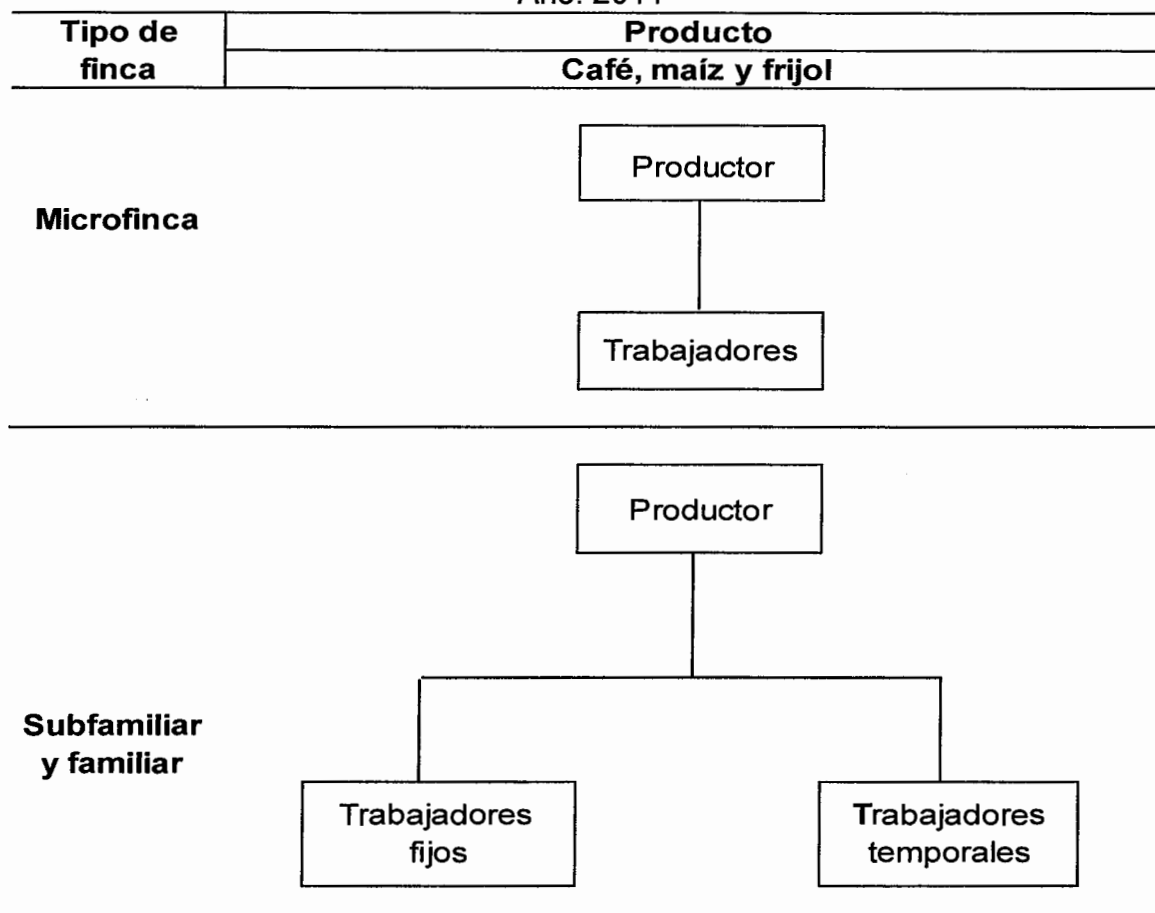 Tipo de
finca
Producto
Café, maíz y frijol
Microfinca
Productor
Trabajadores
Subfamiliar
y familiar
Productor
Trabajadores
fijos
Trabajadores
temporales